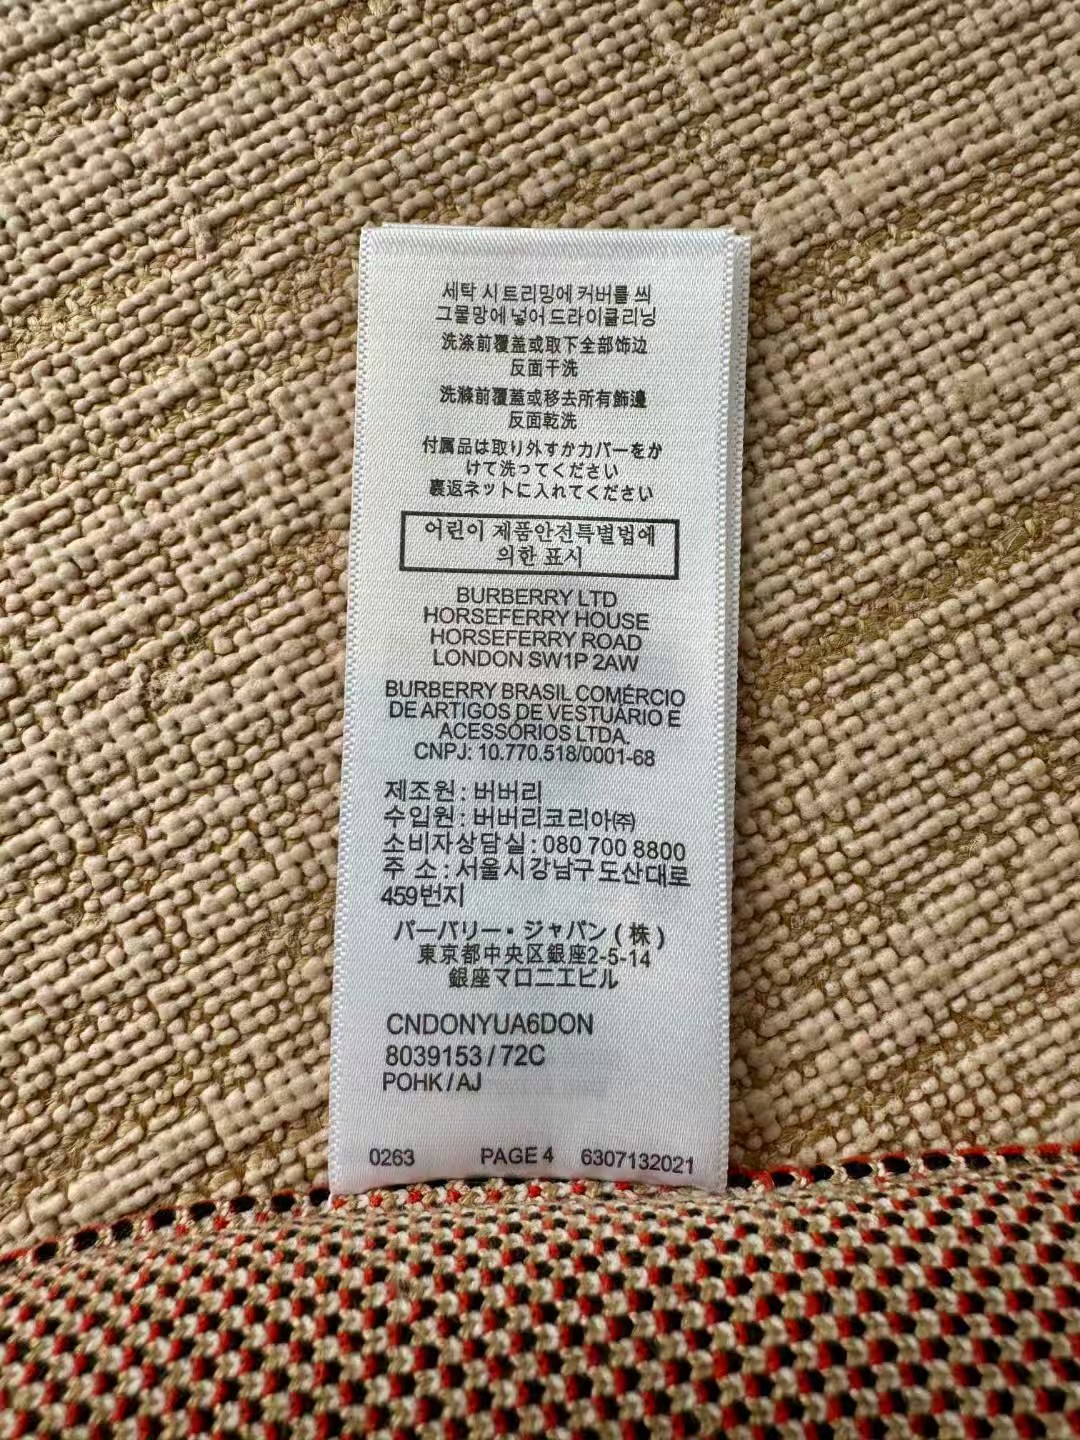 세탁 시 트리밍에 커버를 씌
그물망에 넣어 드라이클리닝
洗涤前覆盖或取下全部饰边
反面干洗
洗滌前覆蓋或移去所有飾邊
反面乾洗
付属品は取り外すかカバーをか
けて洗ってください
裏返ネットに入れてください
어린이 제품안전특별법에
의한 표시
BURBERRY LTD
HORSEFERRY HOUSE
HORSEFERRY ROAD
LONDON SW1P 2AW
BURBERRY BRASIL COMÉRCIO
DE ARTIGOS DE VESTUÁRIO E
ACESSÓRIOS LTDA.
CNPJ: 10.770.518/0001-68
제조원 : 버버리
수입원 : 버버리코리아㈜
소비자상담실 : 080 700 8800
주 소 : 서울시강남구 도산대로
459번지
バーバリー・ジャパン ( 株 )
東京都中央区銀座2-5-14
銀座マロニエビル
CNDONYUA6DON
8039153 / 72C
POHK / AJ
0263 PAGE 4 6307132021